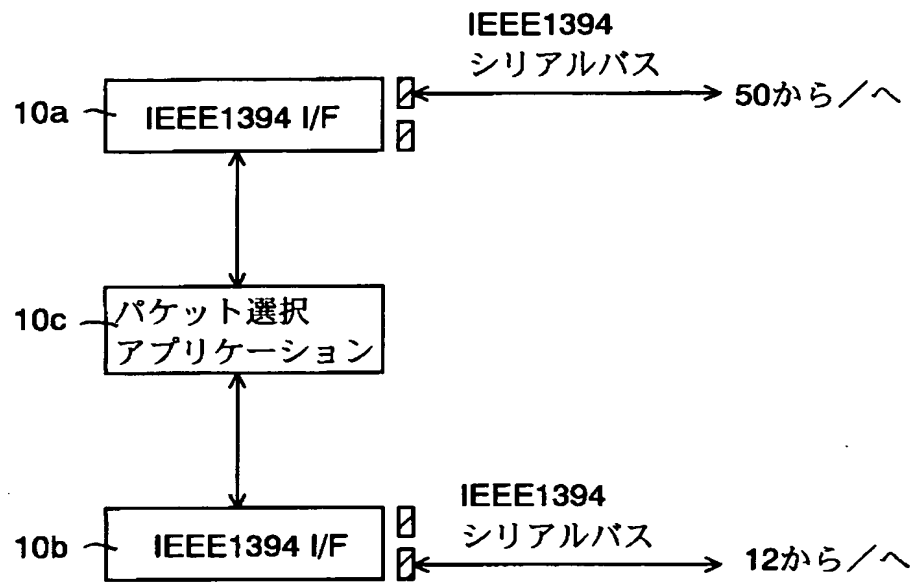 IEEE1394
シリアルバス
10a
IEEE1394 I/F
50から/へ
10c
パケット選択
アプリケーション
IEEE1394
シリアルバス
10b
IEEE1394 I/F
12から/へ